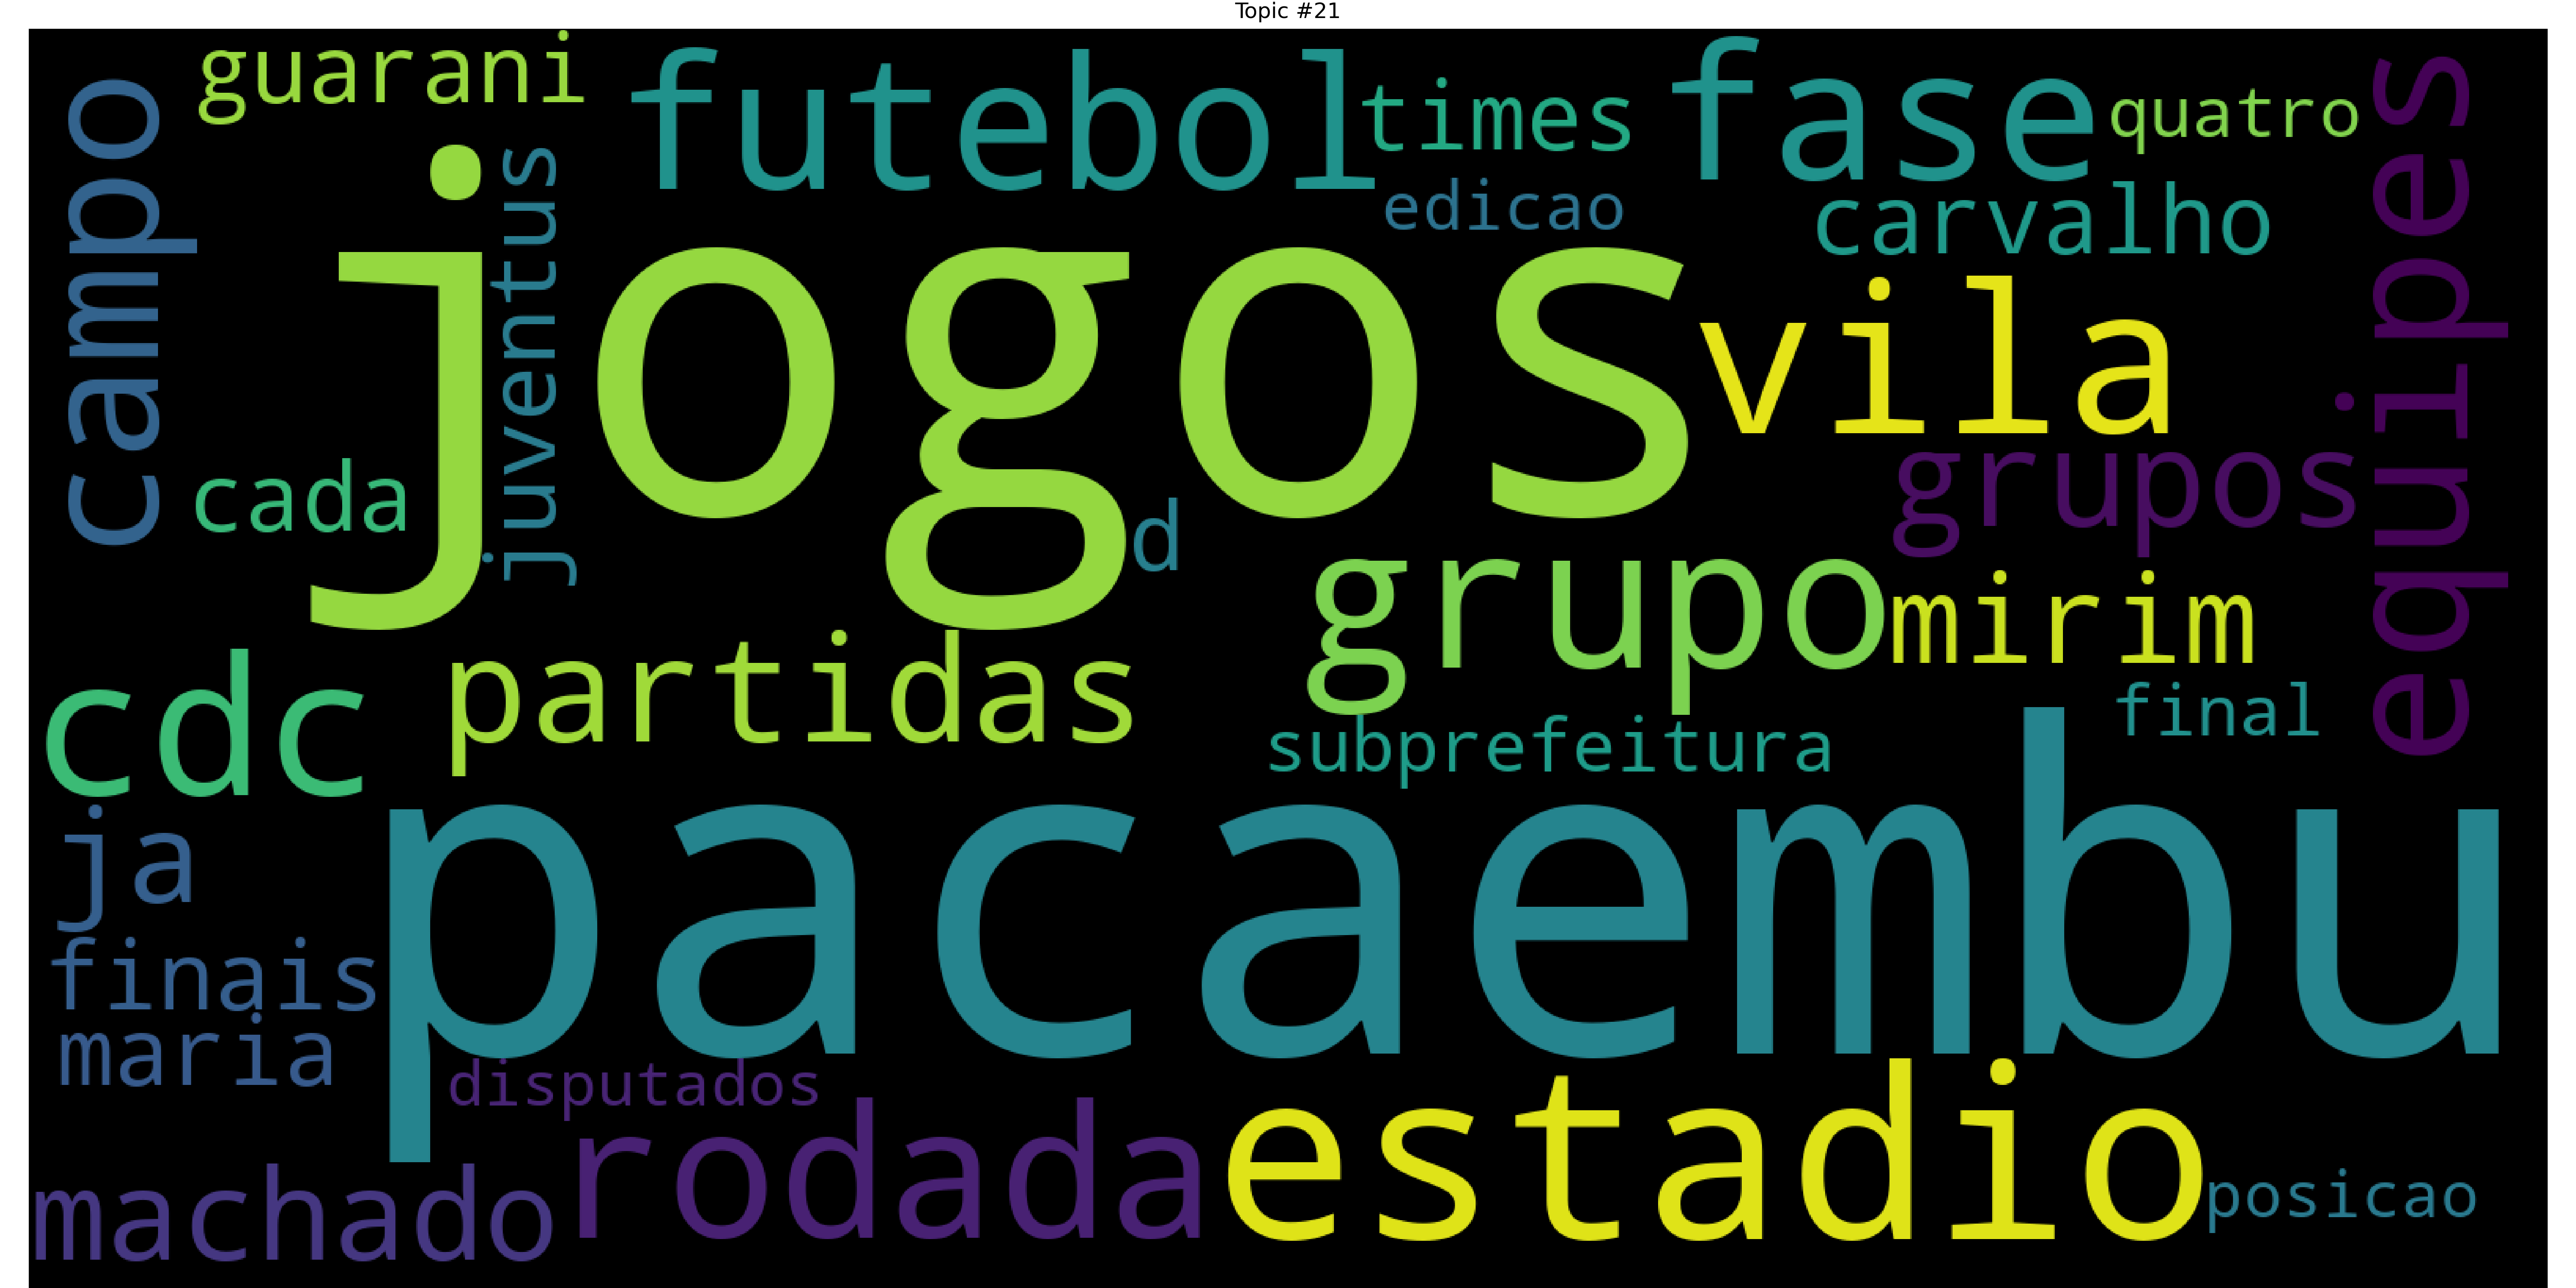 Topic #21
guarani
futebol
times
fase
quatro
campo
juventus
edicao
carvalho
equipes
jogos
vila
cada
d
grupos
grupo
mirim
cdc
partidas
subprefeitura
final
ja
pacaembu
finais
maria
disputados
machado
rodada
estadio
posicao